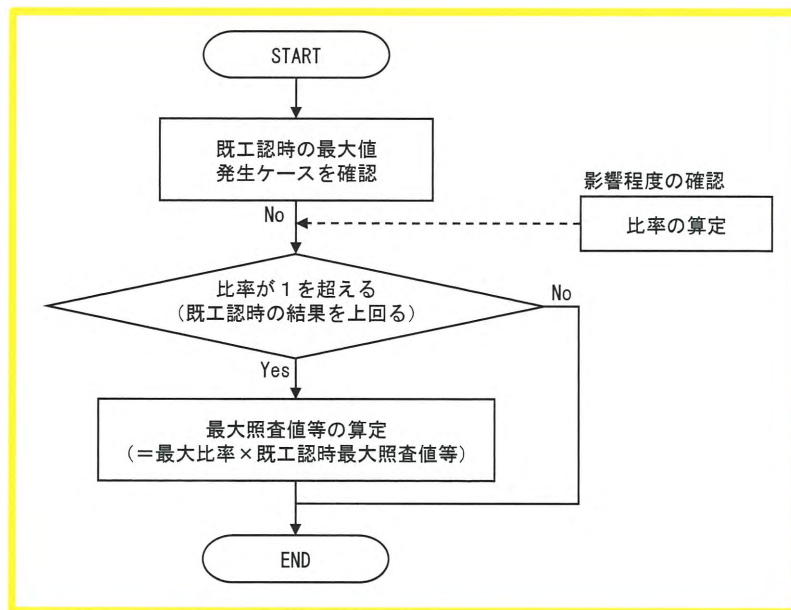 START
既工認時の最大値
発生ケースを確認
影響程度の確認
比率の算定
No
比率が1を超える
(既工認時の結果を上回る)
No
Yes
最大照査値等の算定
(=最大比率×既工認時最大照査値等)
END